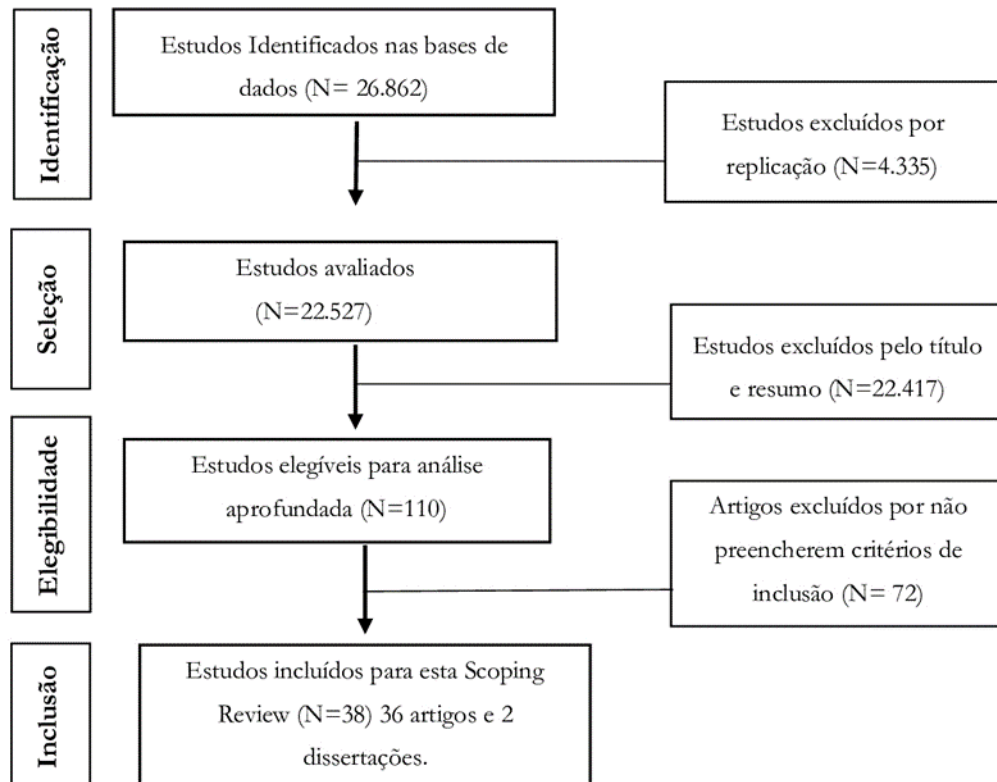 Identificação
Estudos Identificados nas bases de
dados (N= 26.862)
Estudos excluídos por
replicação (N=4.335)
Seleção
Estudos avaliados
(N=22.527)
Estudos excluídos pelo título
e resumo (N=22.417)
Elegibilidade
Estudos elegíveis para análise
aprofundada (N=110)
Artigos excluídos por não
preencherem critérios de
inclusão (N= 72)
Inclusão
Estudos incluídos para esta Scoping
Review (N=38) 36 artigos e 2
dissertações.